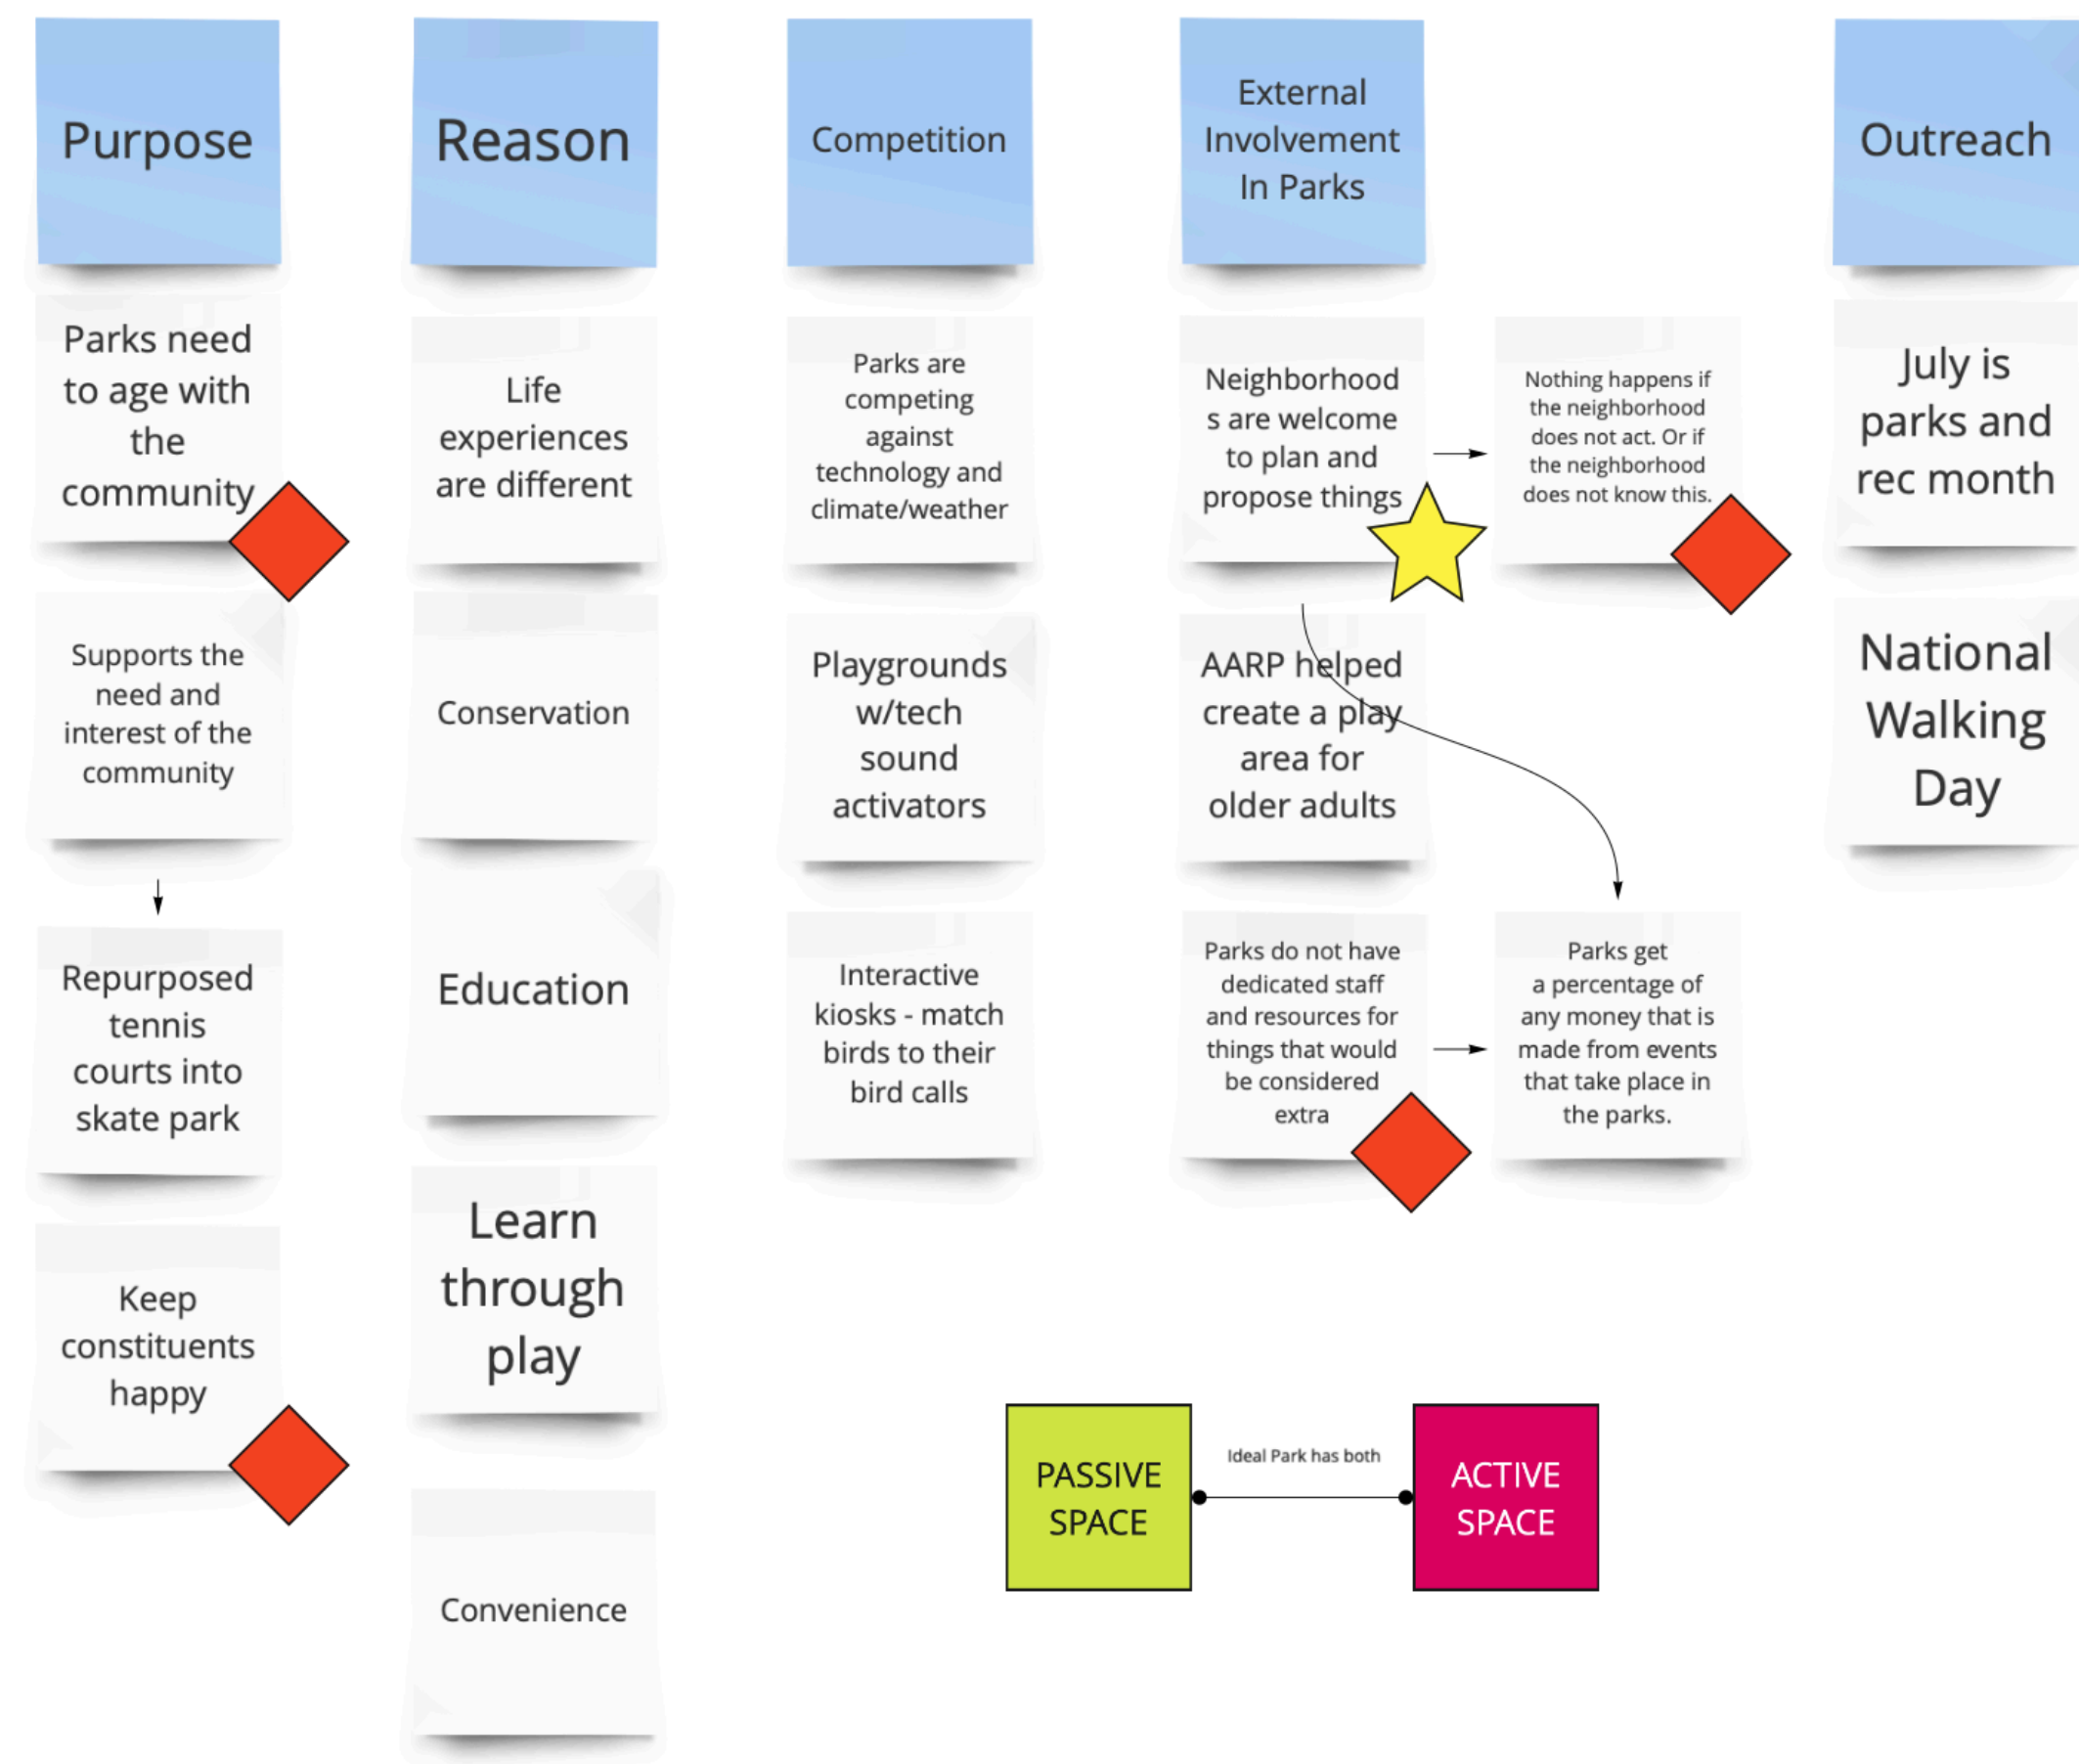 Purpose
Parks need
to age with
the
community
Supports the
need and
interest of the
community
Repurposed
tennis
courts into
skate park
Keep
constituents
happy
Reason
Life
experiences
are different
Conservation
Education
Learn
through
play
Convenience
Competition
Parks are
competing
against
technology and
climate/weather
Playgrounds
w/tech
sound
activators
Interactive
kiosks - match
birds to their
bird calls
External
Involvement
In Parks
Neighborhood
s are welcome
to plan and
propose things
Nothing happens if
the neighborhood
does not act. Or if
the neighborhood
does not know this.
AARP helped
create a play
area for
older adults
Parks do not have
dedicated staff
and resources for
things that would
be considered
extra
Parks get
a percentage of
any money that is
made from events
that take place in
the parks.
Outreach
July is
parks and
rec month
National
Walking
Day
PASSIVE
SPACE
Ideal Park has both
ACTIVE
SPACE